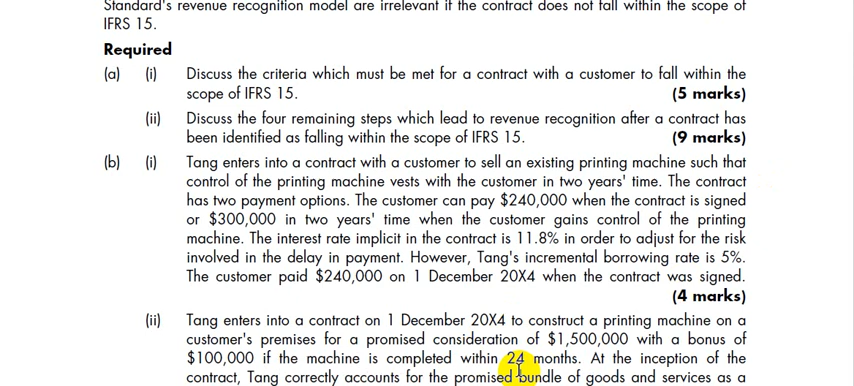 Standard's revenue recognition model are irrelevant if the contract does not fall within the scope of
IFRS 15.
Required
(a) (i) Discuss the criteria which must be met for a contract with a customer to fall within the
scope of IFRS 15. (5 marks)
(ii) Discuss the four remaining steps which lead to revenue recognition after a contract has
been identified as falling within the scope of IFRS 15. (9 marks)
(b) (i) Tang enters into a contract with a customer to sell an existing printing machine such that
control of the printing machine vests with the customer in two years' time. The contract
has two payment options. The customer can pay $240,000 when the contract is signed
or $300,000 in two years' time when the customer gains control of the printing
machine. The interest rate implicit in the contract is 11.8% in order to adjust for the risk
involved in the delay in payment. However, Tang's incremental borrowing rate is 5%.
The customer paid $240,000 on 1 December 20X4 when the contract was signed.
(4 marks)
(ii) Tang enters into a contract on 1 December 20X4 to construct a printing machine on a
customer's premises for a promised consideration of $1,500,000 with a bonus of
$100,000 if the machine is completed within 24 months. At the inception of the
contract, Tang correctly accounts for the promised bundle of goods and services as a